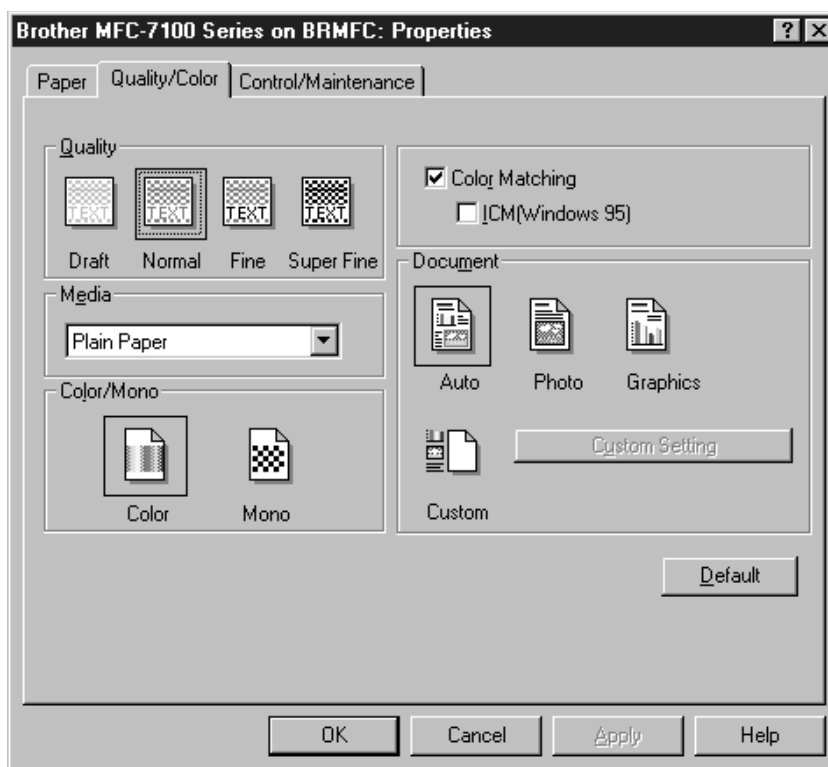 Brother MFC-7100 Series on BRMFC: Properties
Paper
Quality/Color
Control/Maintenance
Quality
TEXT
TEXT
TEXT
TEXT
Draft
Normal
Fine
Super Fine
Media
Plain Paper
Color/Mono
Color
Mono
Color Matching
ICM(Windows 95)
Document
Auto
Photo
Graphics
Custom
Custom Setting
Default
OK
Cancel
Apply
Help